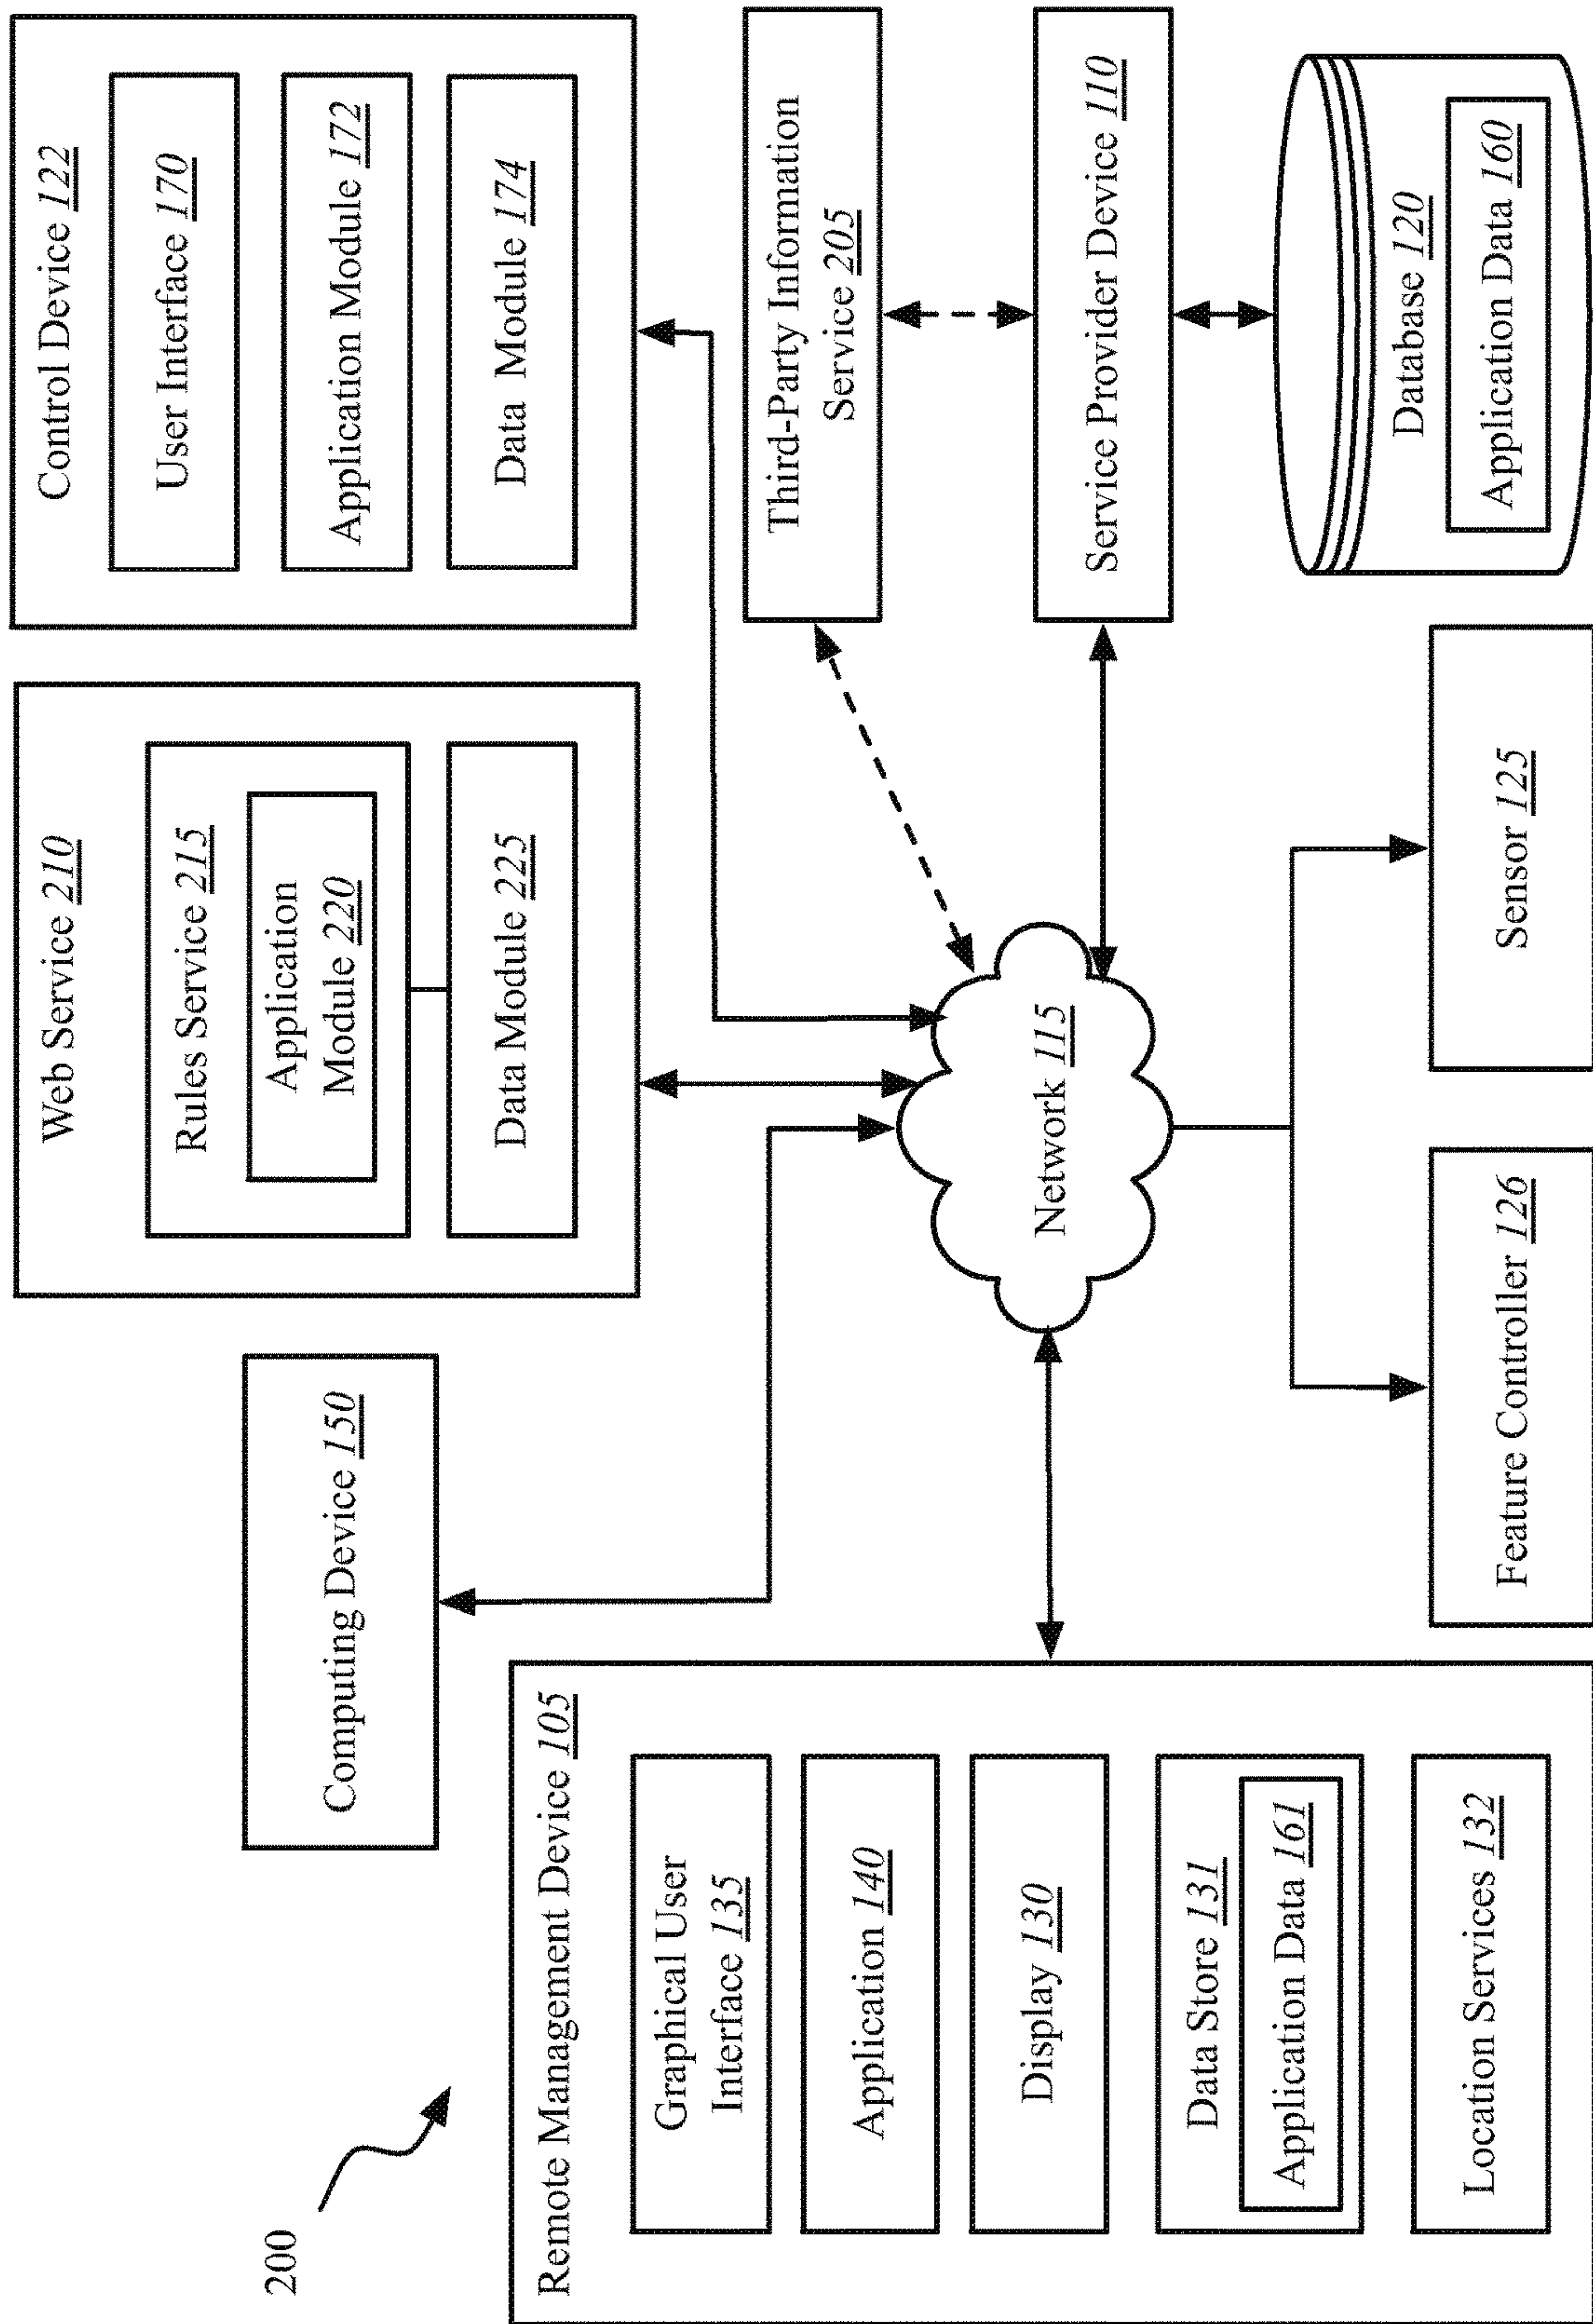 200
Remote Management Device 105
Graphical User
Interface 135
Application 140
Display 130
Data Store 131
Application Data 161
Location Services 132
Computing Device 150
Web Service 210
Rules Service 215
Application
Module 220
Data Module 225
Control Device 122
User Interface 170
Application Module 172
Data Module 174
Network 115
Third-Party Information
Service 205
Service Provider Device 110
Database 120
Application Data 160
Feature Controller 126
Sensor 125